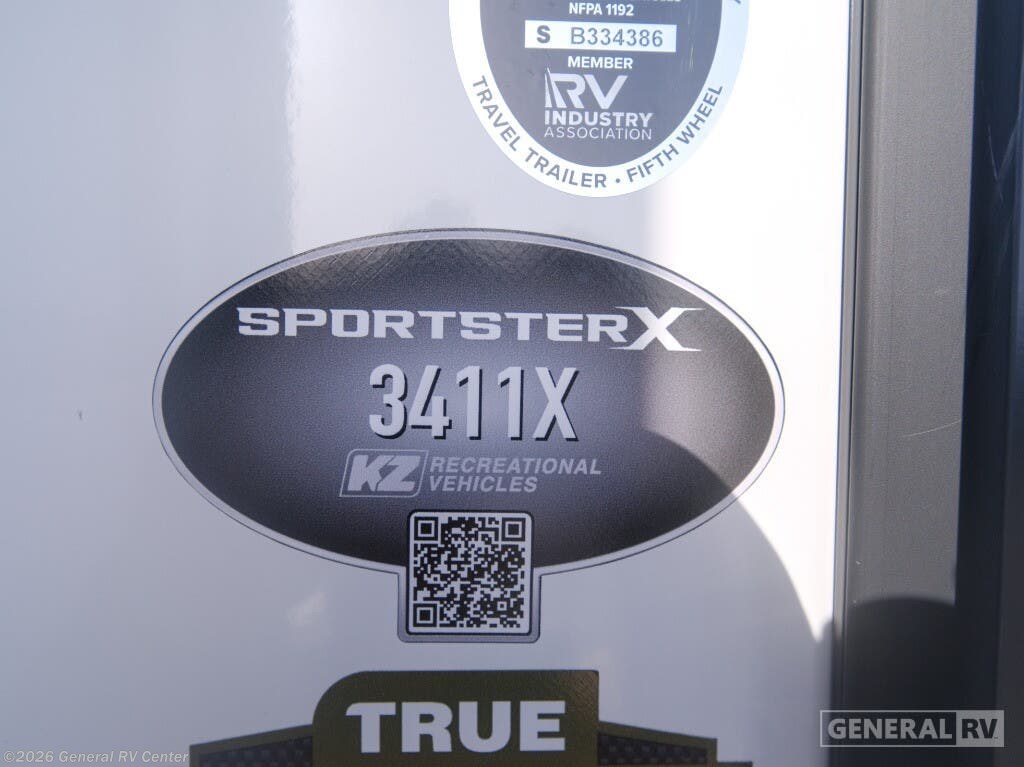 NFPA 1192
S B334386
MEMBER
RV
INDUSTRY
ASSOCIATION
TRAVEL TRAILER • FIFTH WHEEL
SPORTSTERX
3411X
KZ RECREATIONAL
VEHICLES
TRUE
GENERAL RV
©2026 General RV Center